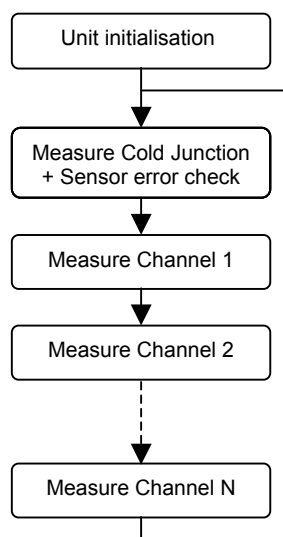 Unit initialisation
Measure Cold Junction
+ Sensor error check
Measure Channel 1
Measure Channel 2
Measure Channel N